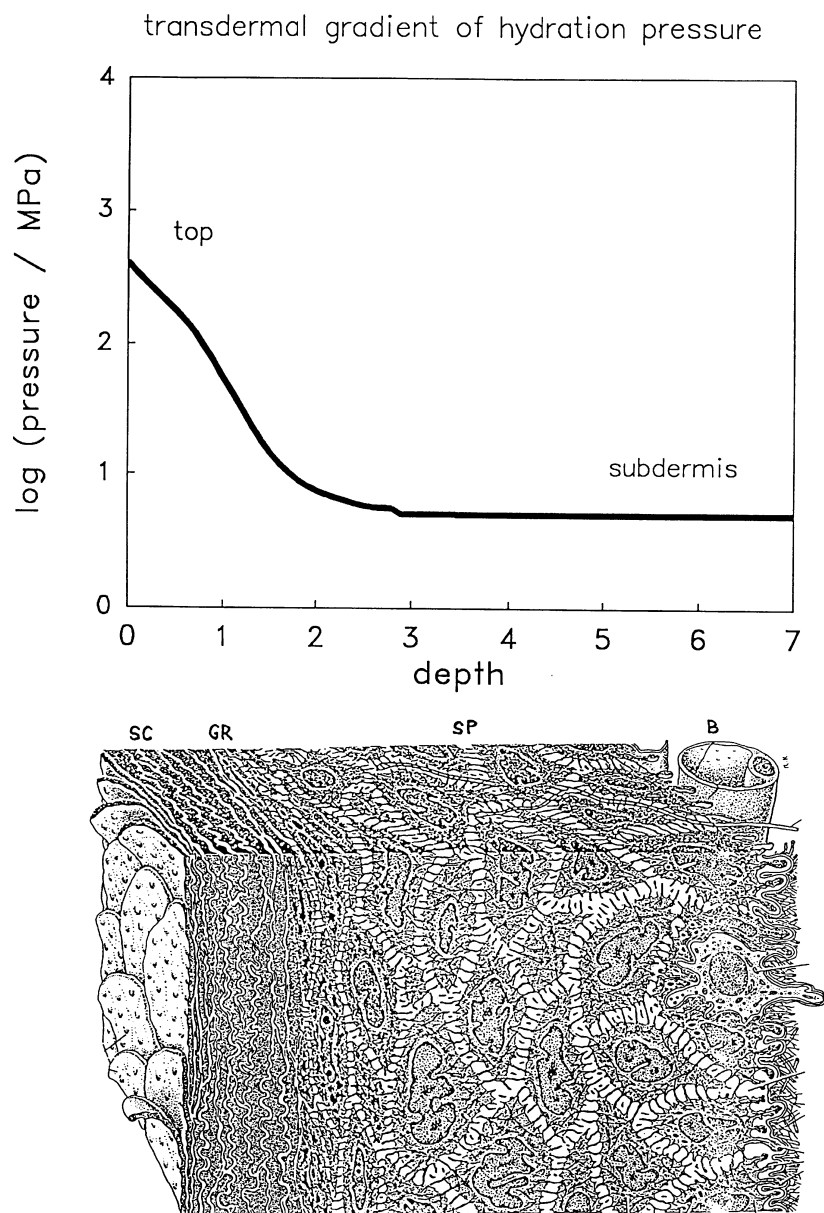 transdermal gradient of hydration pressure
4
3
2
1
0
log (pressure / MPa)
top
subdermis
0 1 2 3 4 5 6 7
depth
SC GR SP B